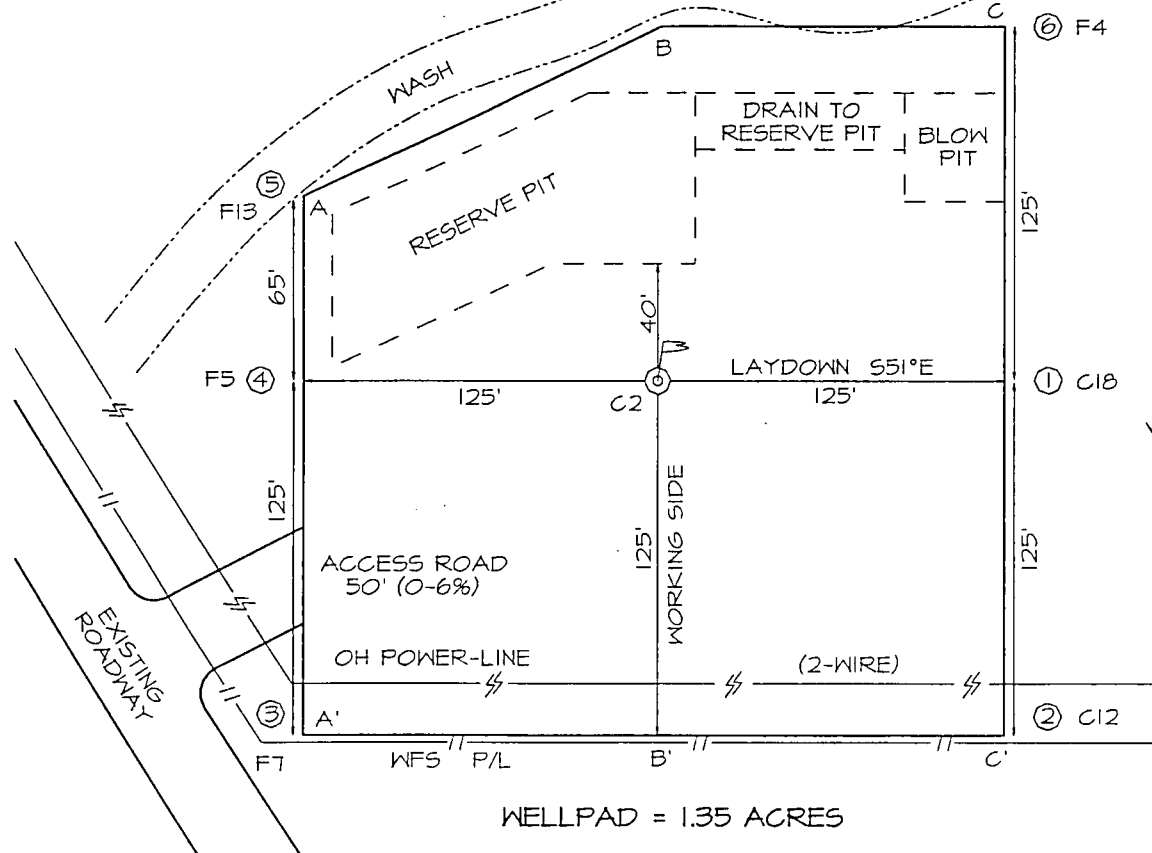 C
⑥ F4
B
WASH
DRAIN TO
RESERVE PIT
BLOW
PIT
⑤
F13
A
RESERVE PIT
125'
65'
40'
LAYDOWN S51°E
F5 ④
125'
C2
125'
① C18
125'
WORKING SIDE
125'
125'
ACCESS ROAD
50' (0-6%)
EXISTING
ROADWAY
OH POWER-LINE
(2-WIRE)
③
A'
② C12
F7
WFS P/L
B'
C'
WELLPAD = 1.35 ACRES